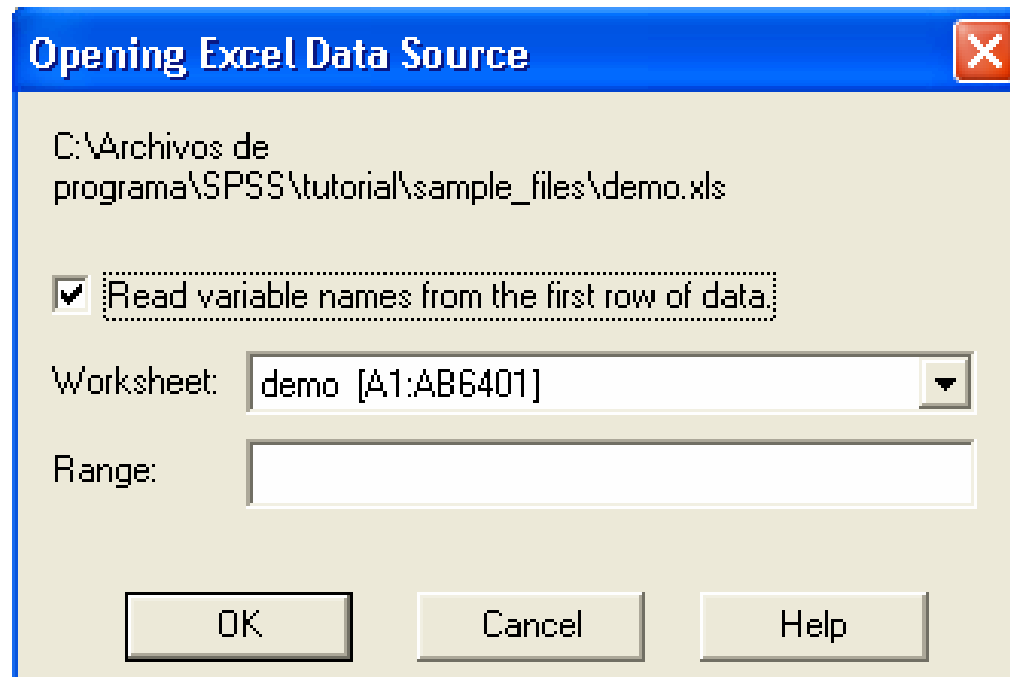 Opening Excel Data Source
C:\Archivos de
programa\SPSS\tutorial\sample_files\demo.xls
Read variable names from the first row of data.
Worksheet: demo [A1:AB6401]
Range:
OK Cancel Help